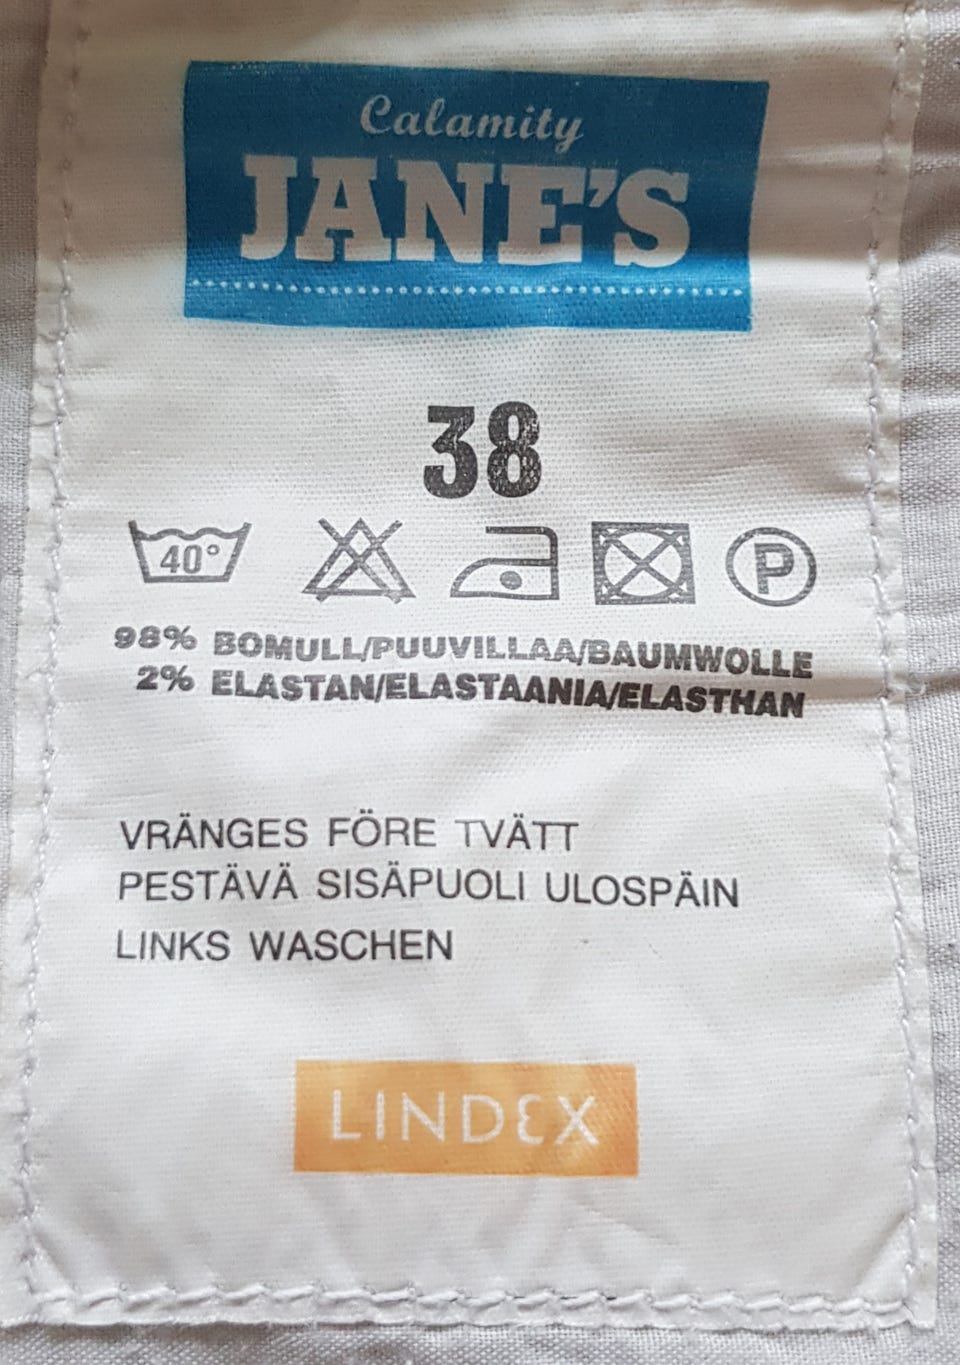 Calamity
JANE'S
38
40°
P
98% BOMULL/PUUVILLAA/BAUMWOLLE
2% ELASTAN/ELASTAANIA/ELASTHAN
VRÄNGES FÖRE TVÄTT
PESTÄVÄ SISÄPUOLI ULOSPÄIN
LINKS WASCHEN
LINDEX